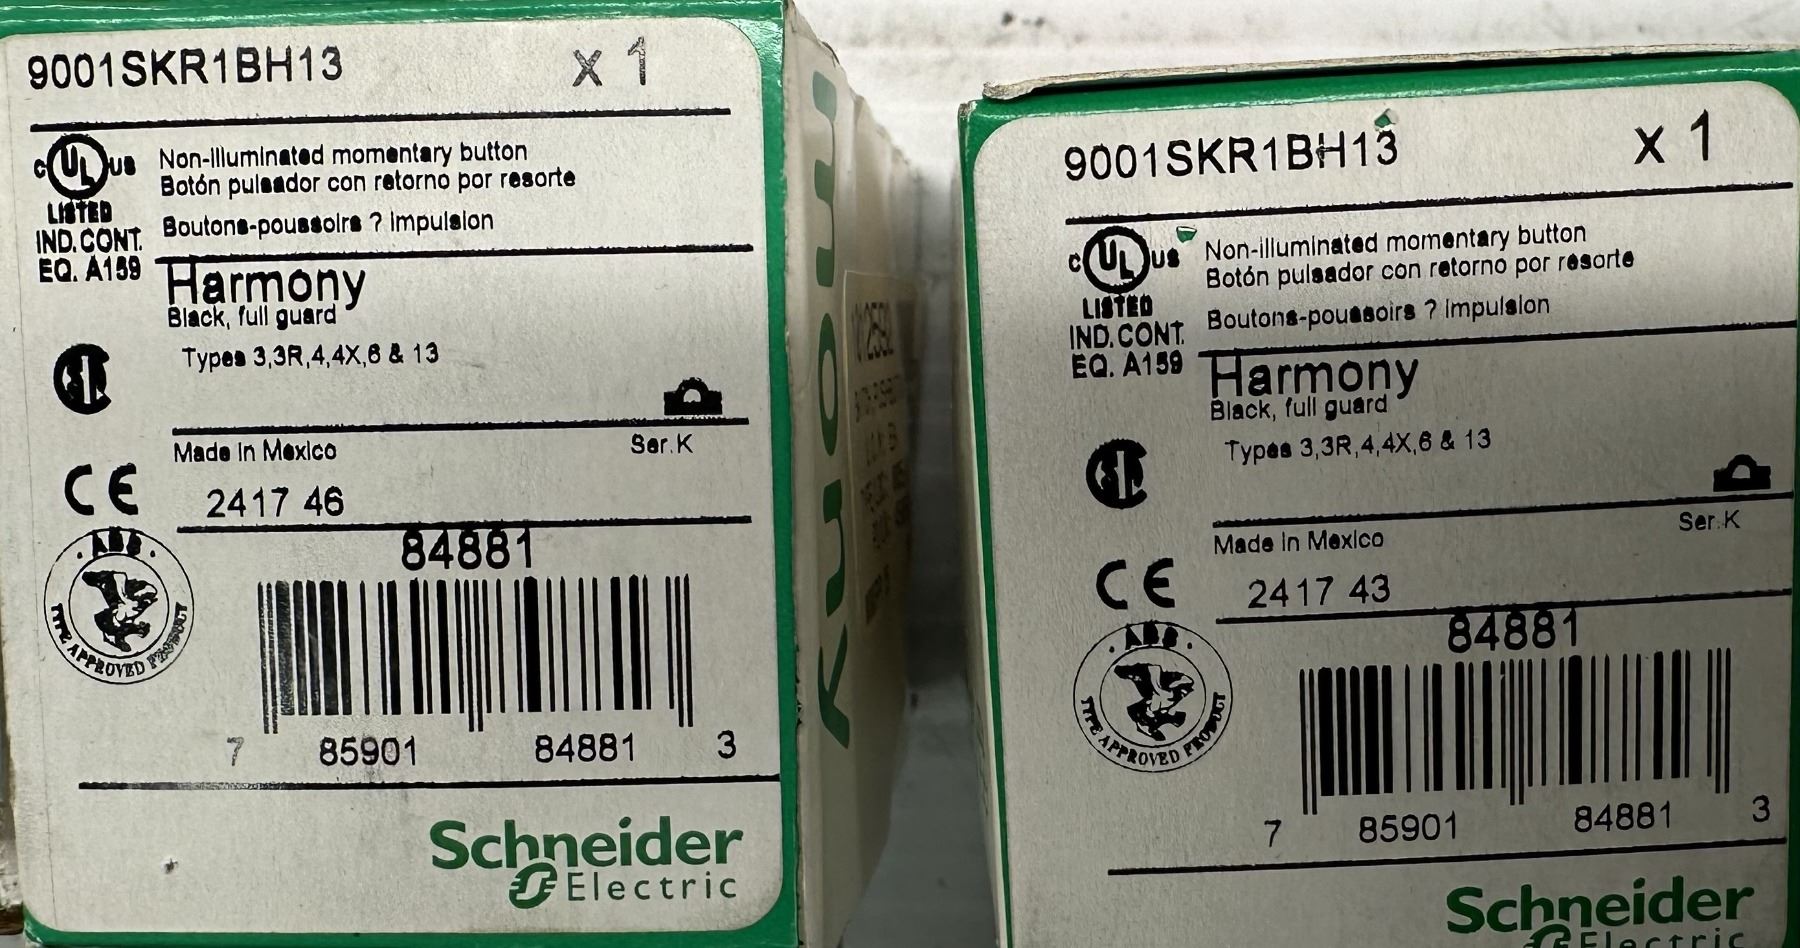 9001SKR1BH13 x 1
C UL US
LISTED
IND. CONT.
EQ. A159
Non-illuminated momentary button
Botón pulsador con retorno por resorte
Boutons-poussoirs ? Impulsion
Harmony
Black, full guard
Types 3,3R,4,4X,6 & 13
Made in Mexico Ser. K
CE
2417 46
ABS
TYPE APPROVED PRODUCT
84881
7 85901 84881 3
Schneider
Electric
mony
9001SKR1BH13 x 1
C UL US
LISTED
IND. CONT.
EQ. A159
Non-illuminated momentary button
Botón pulsador con retorno por resorte
Boutons-poussoirs ? Impulsion
Harmony
Black, full guard
Types 3,3R,4,4X,6 & 13
Made in Mexico Ser. K
CE
2417 43
ABS
TYPE APPROVED PRODUCT
84881
7 85901 84881 3
Schneider
Electric